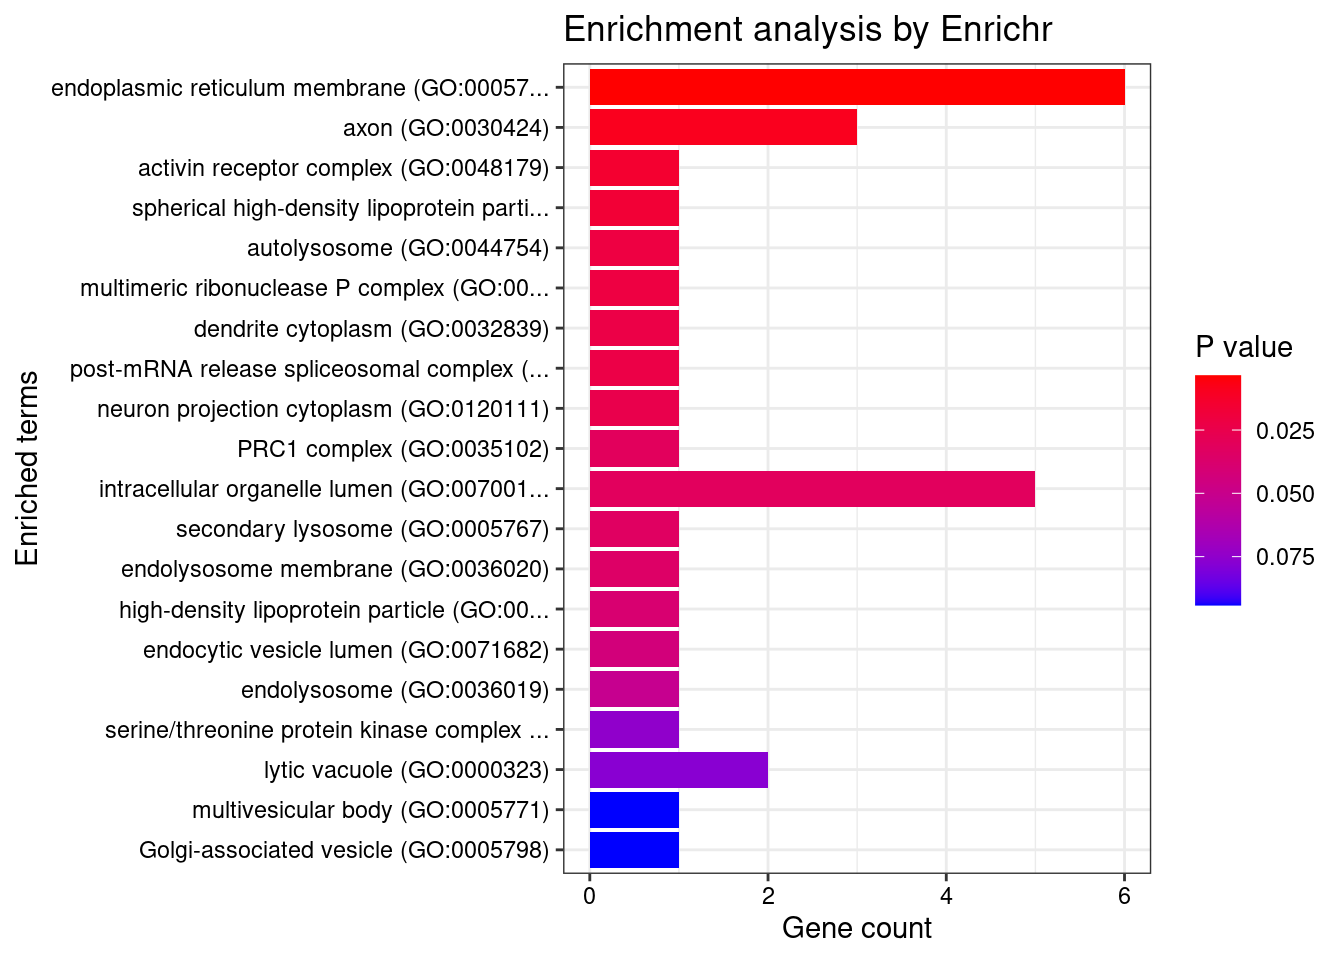 Enrichment analysis by Enrichr
endoplasmic reticulum membrane (GO:00057...
axon (GO:0030424)
activin receptor complex (GO:0048179)
spherical high-density lipoprotein parti...
autolysosome (GO:0044754)
multimeric ribonuclease P complex (GO:00...
dendrite cytoplasm (GO:0032839)
post-mRNA release spliceosomal complex (...
neuron projection cytoplasm (GO:0120111)
PRC1 complex (GO:0035102)
intracellular organelle lumen (GO:007001...
secondary lysosome (GO:0005767)
endolysosome membrane (GO:0036020)
high-density lipoprotein particle (GO:00...
endocytic vesicle lumen (GO:0071682)
endolysosome (GO:0036019)
serine/threonine protein kinase complex ...
lytic vacuole (GO:0000323)
multivesicular body (GO:0005771)
Golgi-associated vesicle (GO:0005798)
Enriched terms
0 2 4 6
Gene count
P value
0.025
0.050
0.075